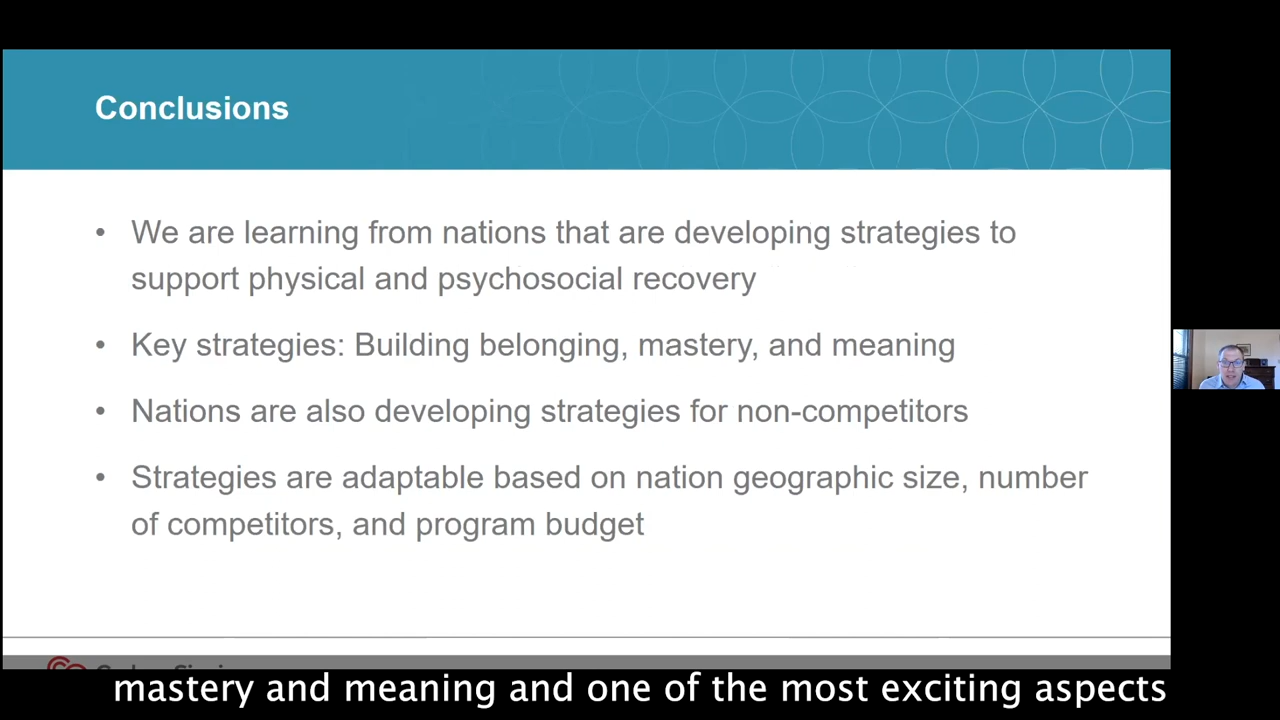 Conclusions
• We are learning from nations that are developing strategies to
support physical and psychosocial recovery
• Key strategies: Building belonging, mastery, and meaning
• Nations are also developing strategies for non-competitors
• Strategies are adaptable based on nation geographic size, number
of competitors, and program budget
mastery and meaning and one of the most exciting aspects